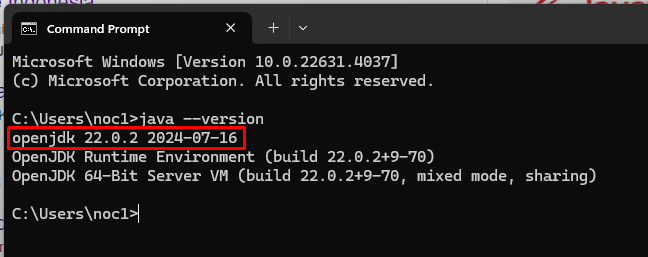 Indonesia
Command Prompt
Microsoft Windows [Version 10.0.22631.4037]
(c) Microsoft Corporation. All rights reserved.
C:\Users\noc1>java --version
openjdk 22.0.2 2024-07-16
OpenJDK Runtime Environment (build 22.0.2+9-70)
OpenJDK 64-Bit Server VM (build 22.0.2+9-70, mixed mode, sharing)
C:\Users\noc1>